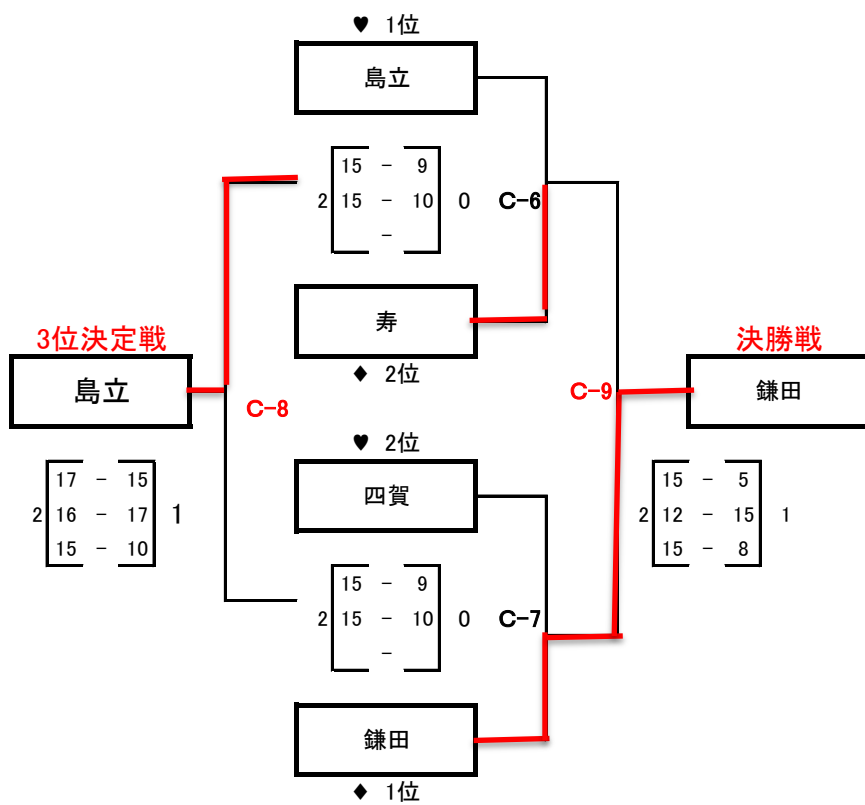 ♥ 1位
島立
15 - 9
2 15 - 10 0 C-6
-
寿
♦ 2位
3位決定戦
島立
C-8
17 - 15
2 16 - 17 1
15 - 10
決勝戦
鎌田
C-9
15 - 5
2 12 - 15 1
15 - 8
♥ 2位
四賀
15 - 9
2 15 - 10 0 C-7
-
鎌田
♦ 1位